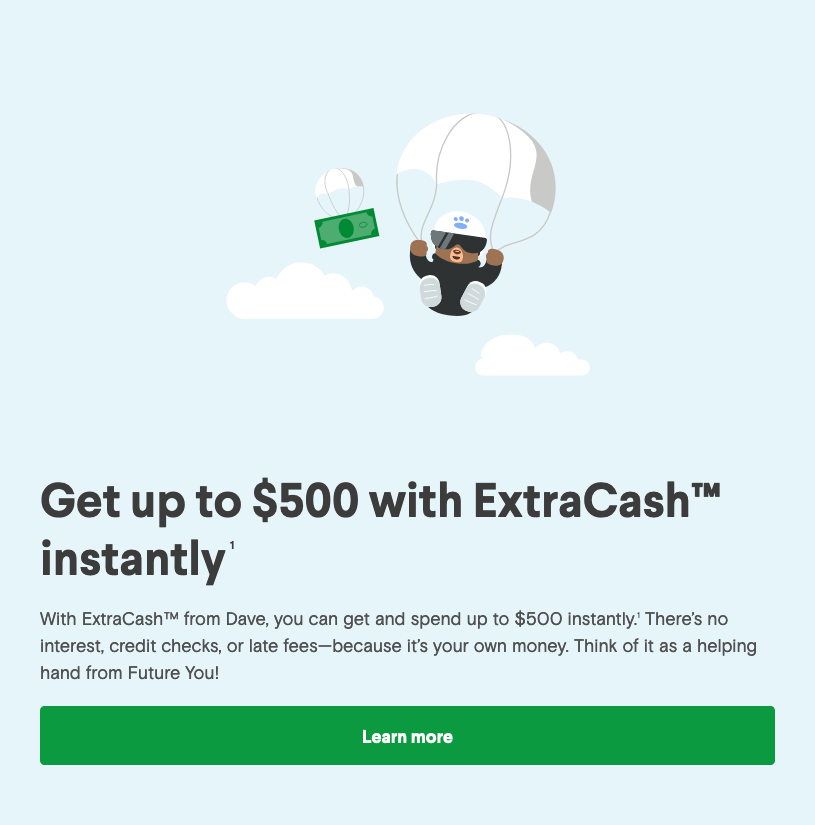 Get up to $500 with ExtraCash™
instantly¹
With ExtraCash™ from Dave, you can get and spend up to $500 instantly.¹ There’s no
interest, credit checks, or late fees—because it’s your own money. Think of it as a helping
hand from Future You!
Learn more